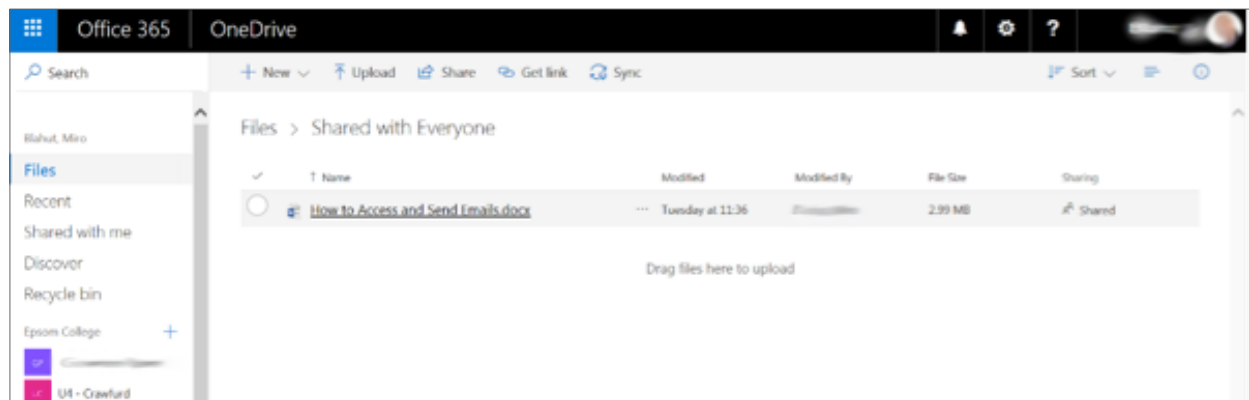 Office 365 OneDrive ?
Search + New Upload Share Get link Sync Sort
Blahut, Miro
Files > Shared with Everyone
Files
↑ Name Modified Modified By File Size Sharing
Recent
How to Access and Send Emails.docx ... Tuesday at 11:36 2.99 MB Shared
Shared with me
Discover
Drag files here to upload
Recycle bin
Epsom College +
U4 - Crawfurd